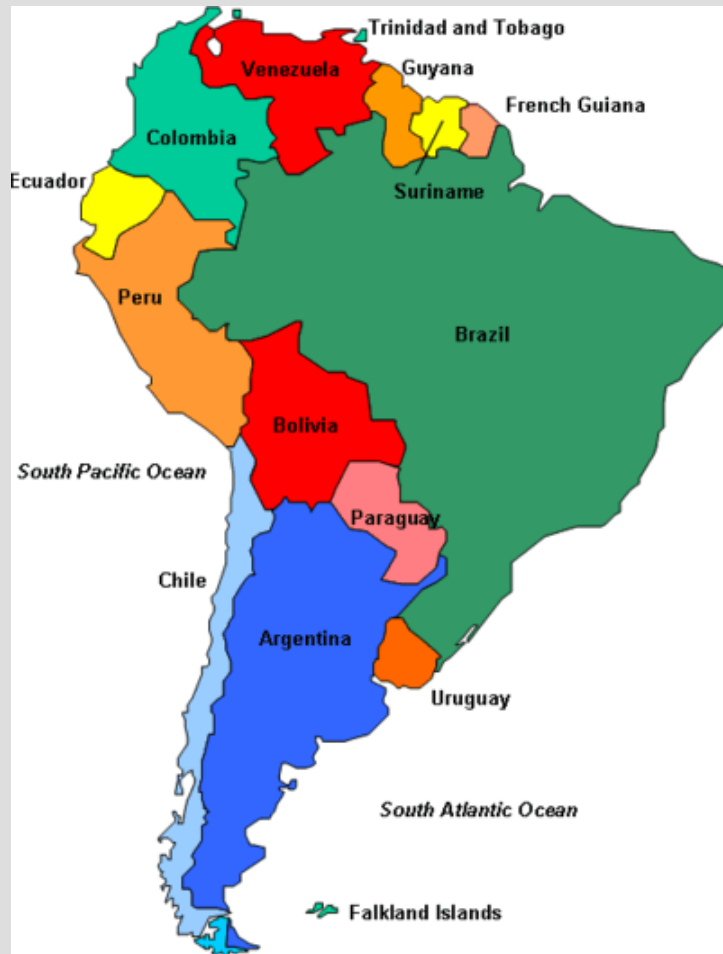 Trinidad and Tobago
Venezuela
Guyana
French Guiana
Colombia
Ecuador
Suriname
Peru
Brazil
Bolivia
South Pacific Ocean
Paraguay
Chile
Argentina
Uruguay
South Atlantic Ocean
Falkland Islands